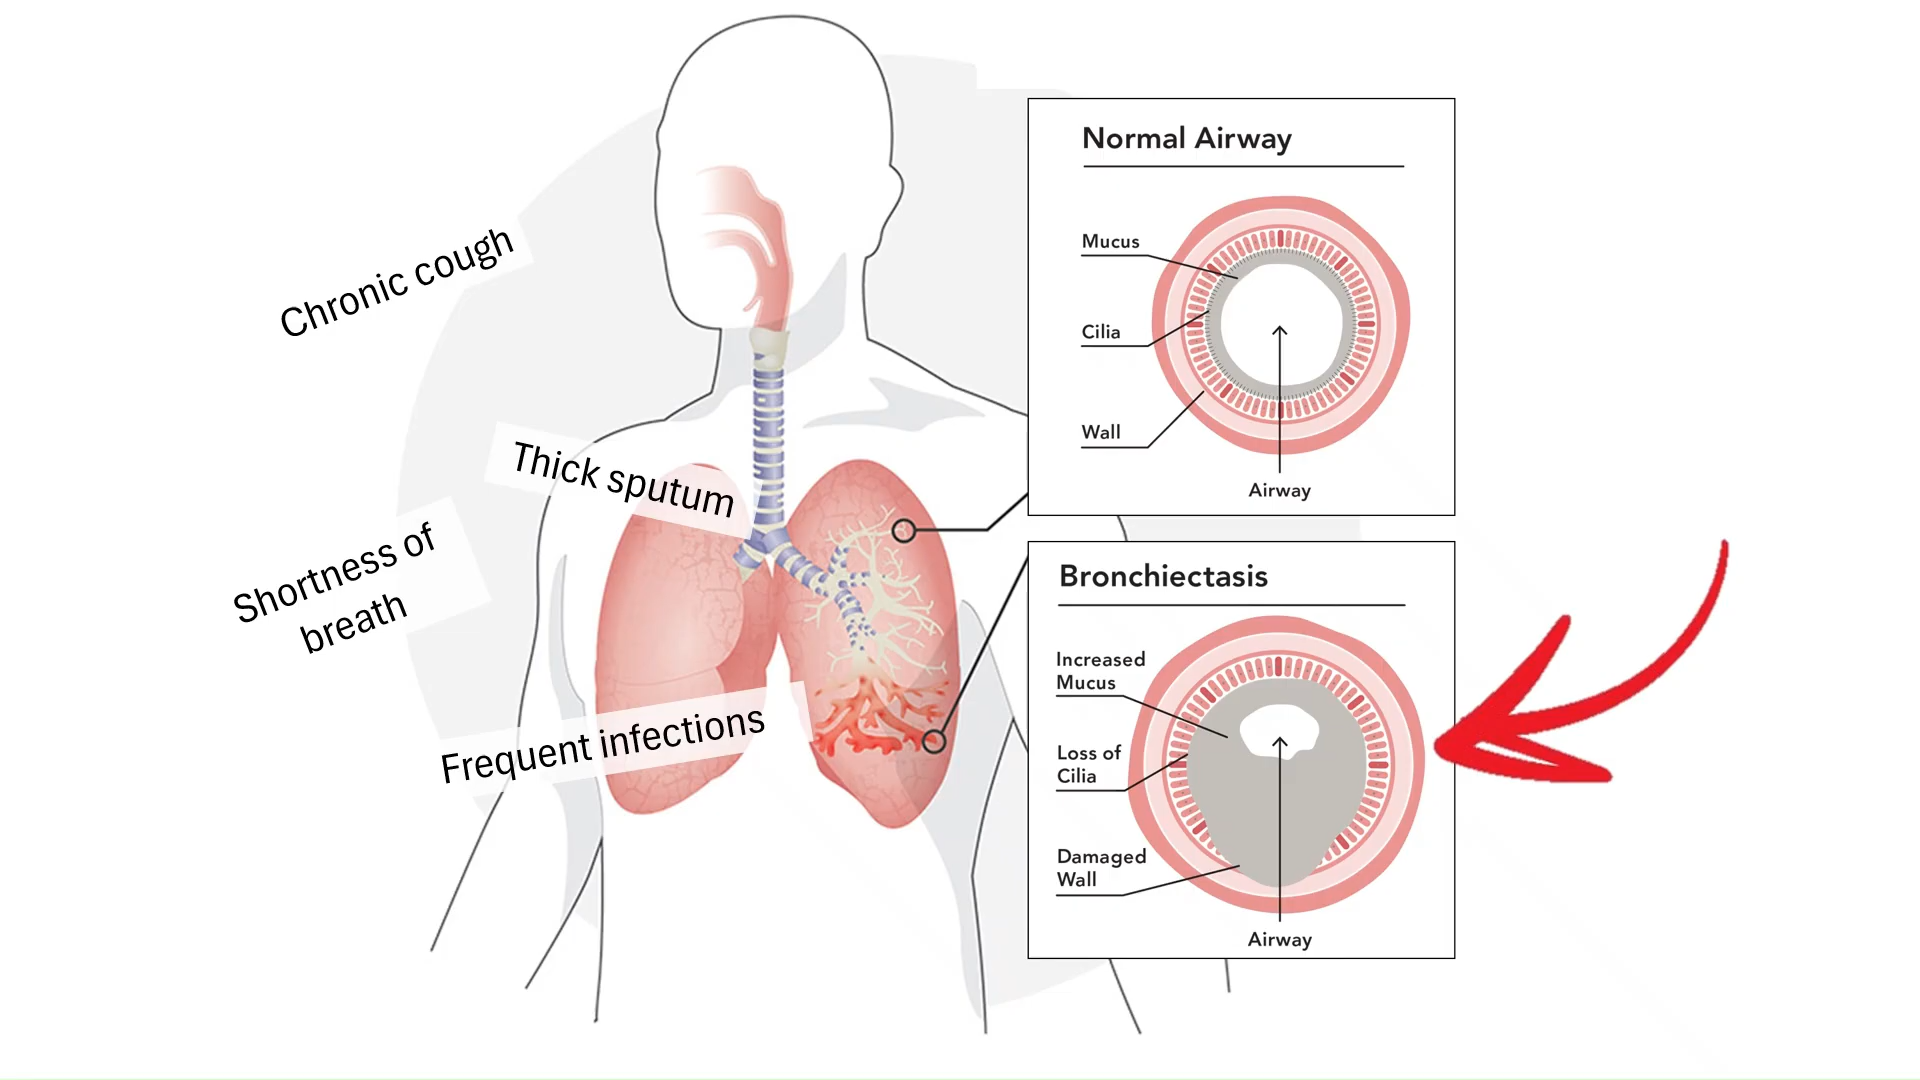 Chronic cough
Thick sputum
Shortness of
breath
Frequent infections
Normal Airway
Mucus
Cilia
Wall
Airway
Bronchiectasis
Increased
Mucus
Loss of
Cilia
Damaged
Wall
Airway